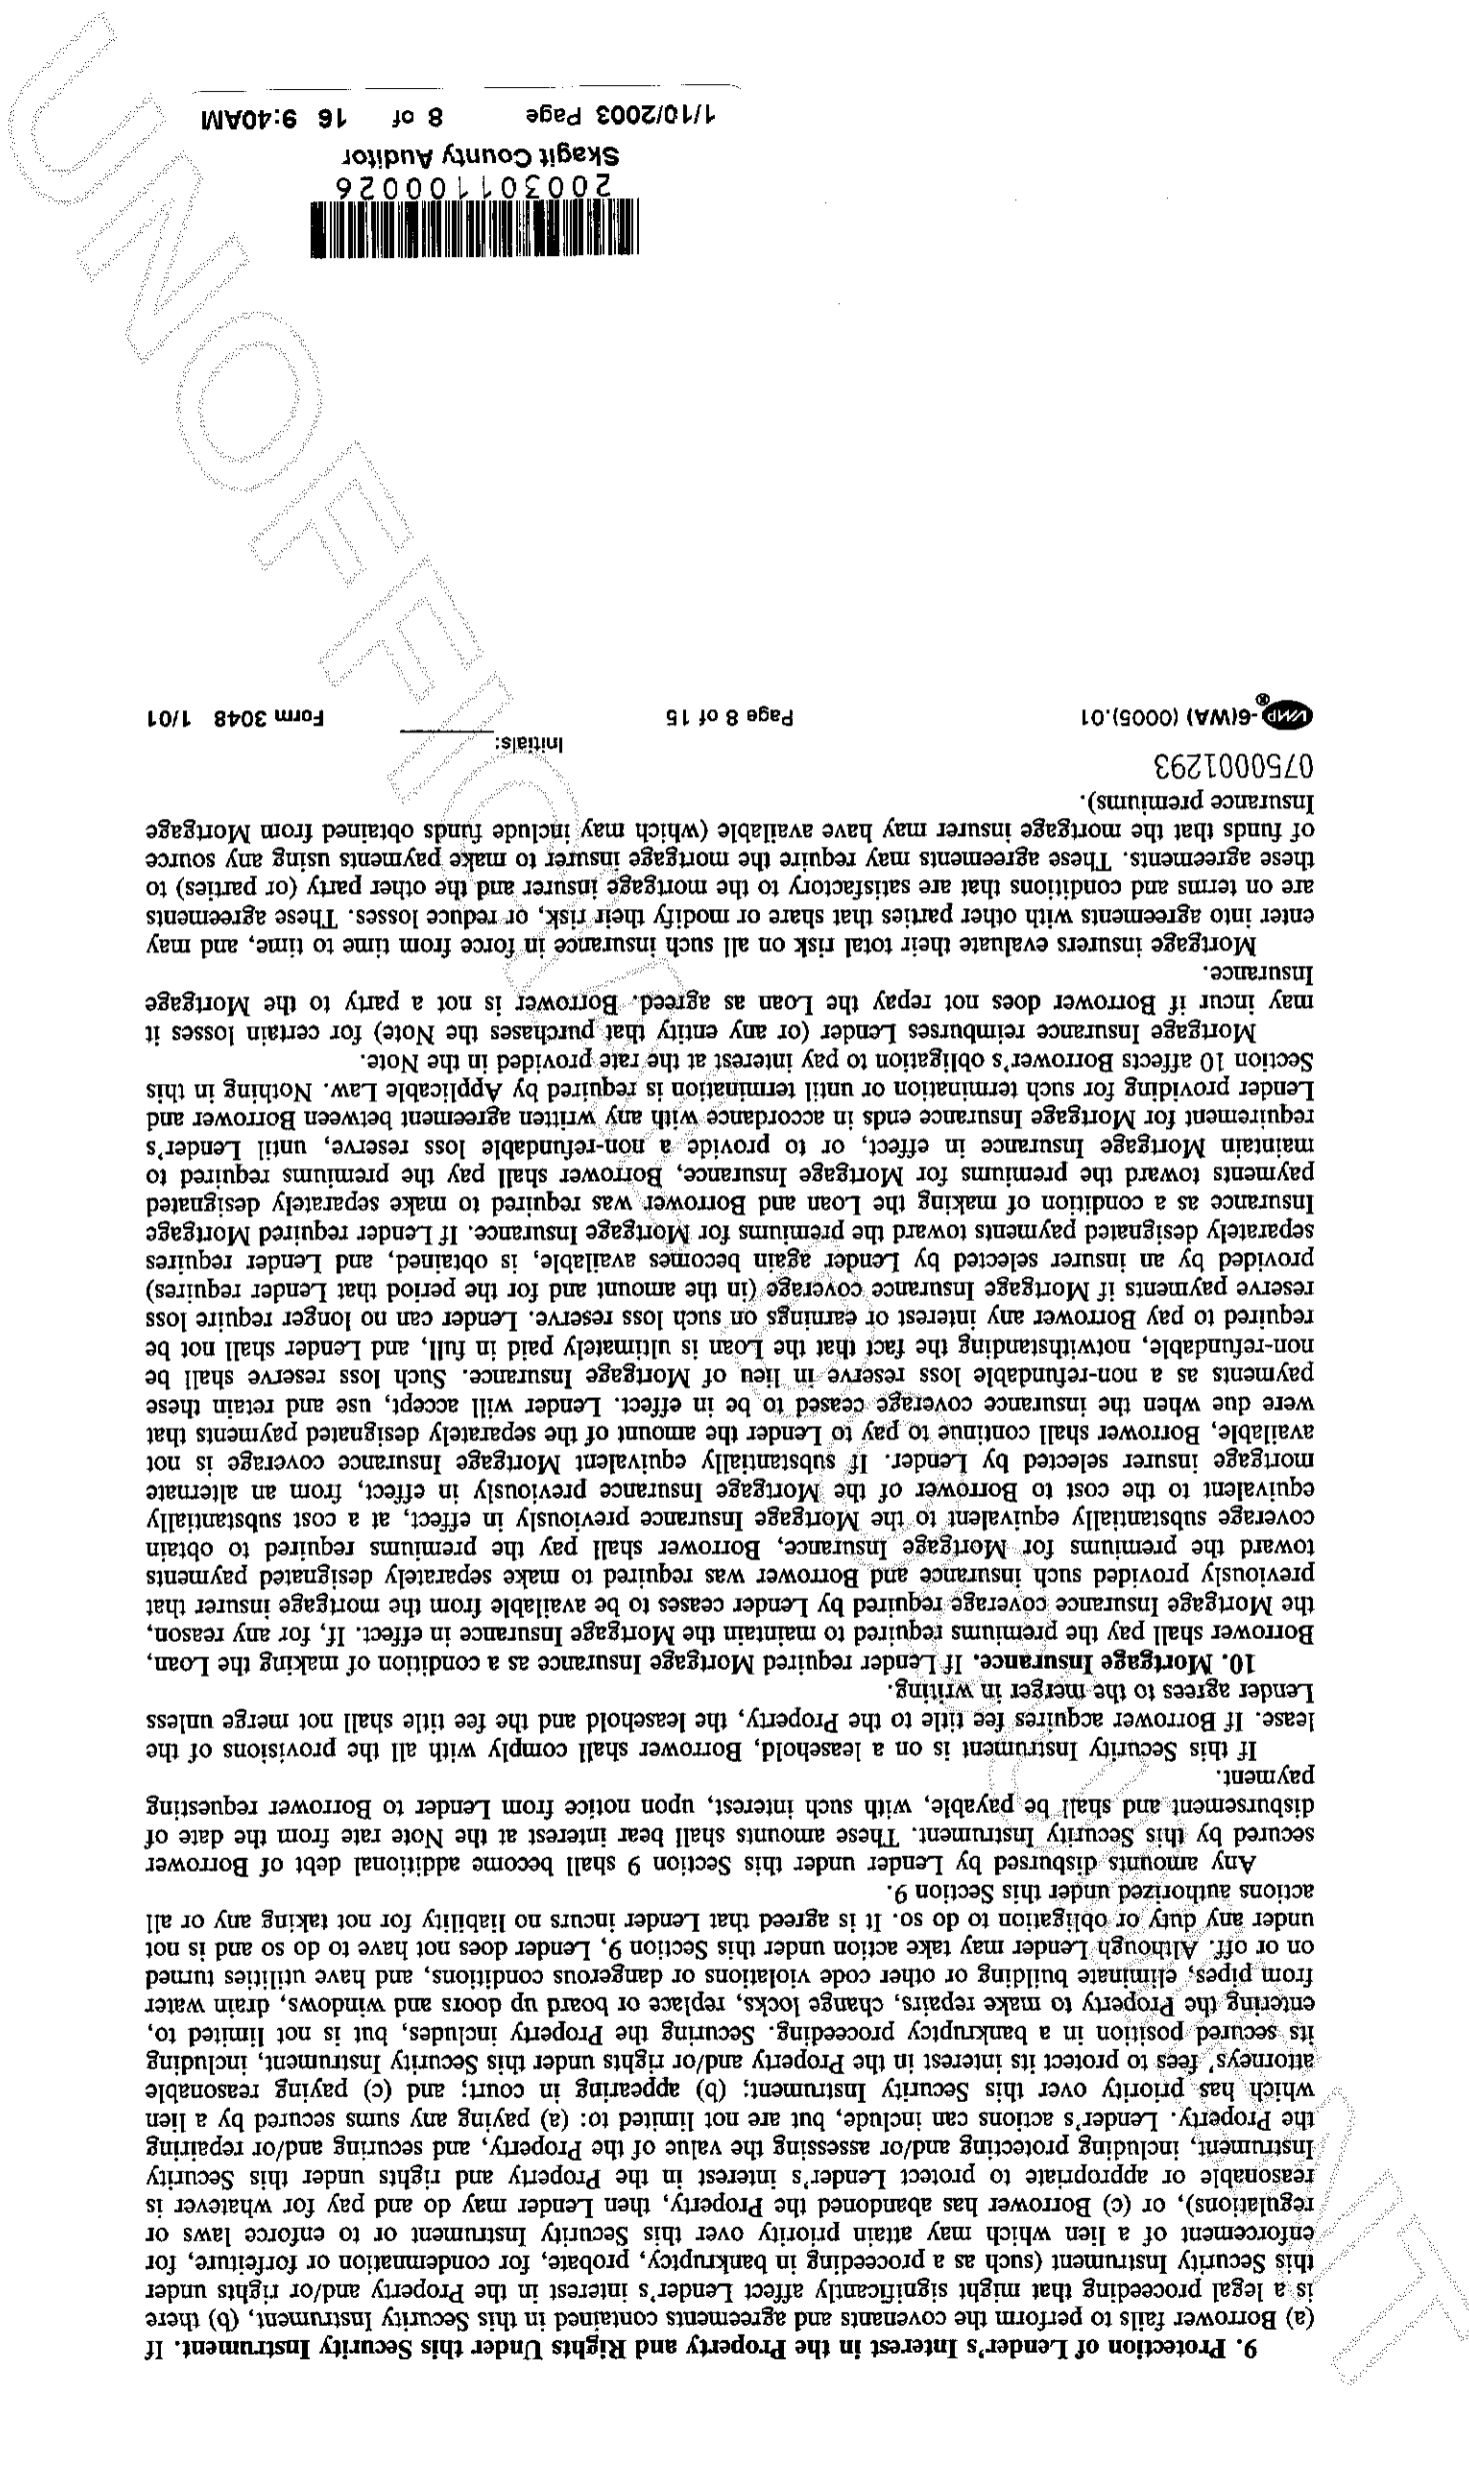 9. Protection of Lender's Interest in the Property and Rights Under this Security Instrument. If
(a) Borrower fails to perform the covenants and agreements contained in this Security Instrument, (b) there
is a legal proceeding that might significantly affect Lender's interest in the Property and/or rights under
this Security Instrument (such as a proceeding in bankruptcy, probate, for condemnation or forfeiture, for
enforcement of a lien which may attain priority over this Security Instrument or to enforce laws or
regulations), or (c) Borrower has abandoned the Property, then Lender may do and pay for whatever is
reasonable or appropriate to protect Lender's interest in the Property and rights under this Security
Instrument, including protecting and/or assessing the value of the Property, and securing and/or repairing
the Property. Lender's actions can include, but are not limited to: (a) paying any sums secured by a lien
which has priority over this Security Instrument; (b) appearing in court; and (c) paying reasonable
attorneys' fees to protect its interest in the Property and/or rights under this Security Instrument, including
its secured position in a bankruptcy proceeding. Securing the Property includes, but is not limited to,
entering the Property to make repairs, change locks, replace or board up doors and windows, drain water
from pipes, eliminate building or other code violations or dangerous conditions, and have utilities turned
on or off. Although Lender may take action under this Section 9, Lender does not have to do so and is not
under any duty or obligation to do so. It is agreed that Lender incurs no liability for not taking any or all
actions authorized under this Section 9.
Any amounts disbursed by Lender under this Section 9 shall become additional debt of Borrower
secured by this Security Instrument. These amounts shall bear interest at the Note rate from the date of
disbursement and shall be payable, with such interest, upon notice from Lender to Borrower requesting
payment.
If this Security Instrument is on a leasehold, Borrower shall comply with all the provisions of the
lease. If Borrower acquires fee title to the Property, the leasehold and the fee title shall not merge unless
Lender agrees to the merger in writing.
10. Mortgage Insurance. If Lender required Mortgage Insurance as a condition of making the Loan,
Borrower shall pay the premiums required to maintain the Mortgage Insurance in effect. If, for any reason,
the Mortgage Insurance coverage required by Lender ceases to be available from the mortgage insurer that
previously provided such insurance and Borrower was required to make separately designated payments
toward the premiums for Mortgage Insurance, Borrower shall pay the premiums required to obtain
coverage substantially equivalent to the Mortgage Insurance previously in effect, at a cost substantially
equivalent to the cost to Borrower of the Mortgage Insurance previously in effect, from an alternate
mortgage insurer selected by Lender. If substantially equivalent Mortgage Insurance coverage is not
available, Borrower shall continue to pay to Lender the amount of the separately designated payments that
were due when the insurance coverage ceased to be in effect. Lender will accept, use and retain these
payments as a non-refundable loss reserve in lieu of Mortgage Insurance. Such loss reserve shall be
non-refundable, notwithstanding the fact that the Loan is ultimately paid in full, and Lender shall not be
required to pay Borrower any interest or earnings on such loss reserve. Lender can no longer require loss
reserve payments if Mortgage Insurance coverage (in the amount and for the period that Lender requires)
provided by an insurer selected by Lender again becomes available, is obtained, and Lender requires
separately designated payments toward the premiums for Mortgage Insurance. If Lender required Mortgage
Insurance as a condition of making the Loan and Borrower was required to make separately designated
payments toward the premiums for Mortgage Insurance, Borrower shall pay the premiums required to
maintain Mortgage Insurance in effect, or to provide a non-refundable loss reserve, until Lender's
requirement for Mortgage Insurance ends in accordance with any written agreement between Borrower and
Lender providing for such termination or until termination is required by Applicable Law. Nothing in this
Section 10 affects Borrower's obligation to pay interest at the rate provided in the Note.
Mortgage Insurance reimburses Lender (or any entity that purchases the Note) for certain losses it
may incur if Borrower does not repay the Loan as agreed. Borrower is not a party to the Mortgage
Insurance.
Mortgage insurers evaluate their total risk on all such insurance in force from time to time, and may
enter into agreements with other parties that share or modify their risk, or reduce losses. These agreements
are on terms and conditions that are satisfactory to the mortgage insurer and the other party (or parties) to
these agreements. These agreements may require the mortgage insurer to make payments using any source
of funds that the mortgage insurer may have available (which may include funds obtained from Mortgage
Insurance premiums).
0750001293
Initials:
VMP®-6(WA) (0005).01 Page 8 of 15 Form 3048 1/01
200301100026
Skagit County Auditor
1/10/2003 Page 8 of 16 9:40AM
UNOFFICIAL DOCUMENT